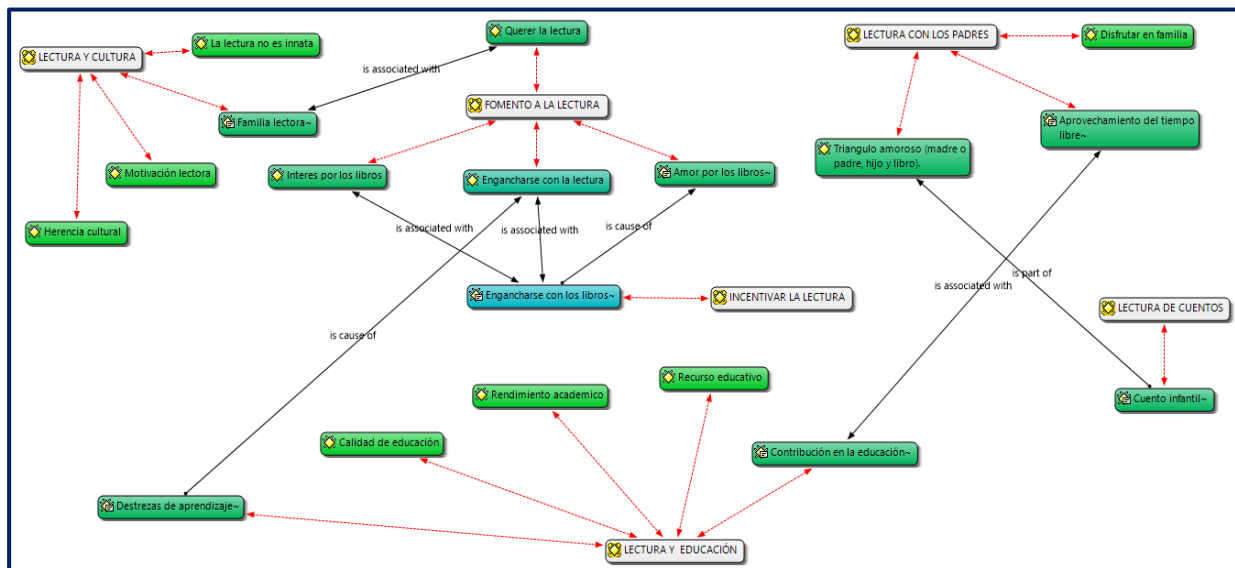 Querer la lectura
LECTURA CON LOS PADRES
Disfrutar en familia
La lectura no es innata
LECTURA Y CULTURA
is associated with
FOMENTO A LA LECTURA
Familia lectora~
Aprovechamiento del tiempo
libre~
Triangulo amoroso (madre o
padre, hijo y libro).
Motivación lectora
Interes por los libros
Engancharse con la lectura
Amor por los libros~
Herencia cultural
is associated with
is associated with
is cause of
is part of
is associated with
Engancharse con los libros~
INCENTIVAR LA LECTURA
LECTURA DE CUENTOS
is cause of
Recurso educativo
Rendimiento academico
Cuento infantil~
Calidad de educación
Contribución en la educación~
Destrezas de aprendizaje~
LECTURA Y  EDUCACIÓN